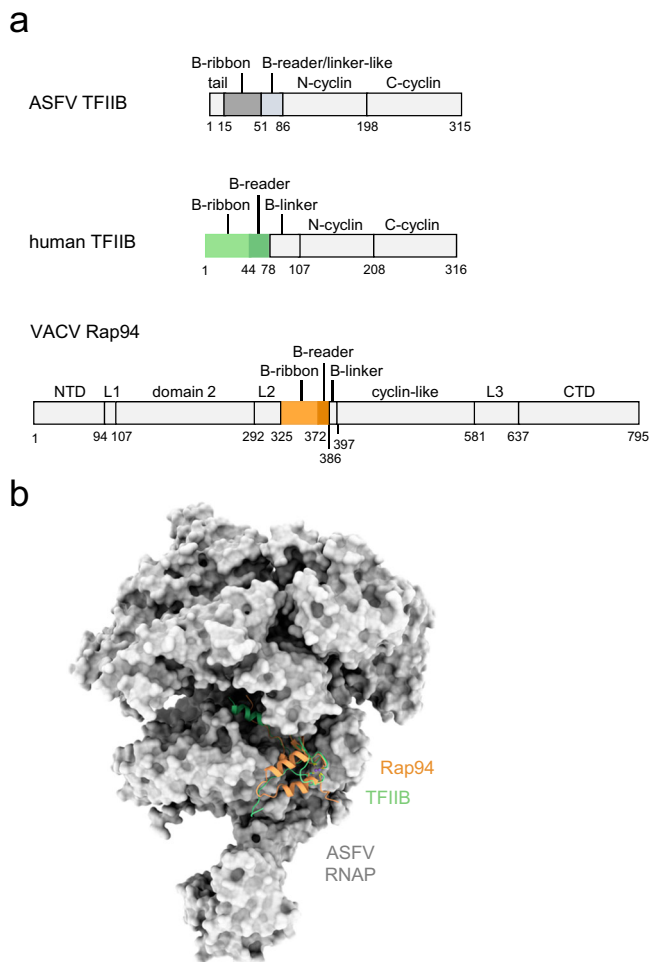 a
B-ribbon B-reader/linker-like
tail N-cyclin C-cyclin
ASFV TFIIB
1 15 51 86 198 315
B-reader
B-ribbon B-linker
N-cyclin C-cyclin
human TFIIB
1 44 78 107 208 316
VACV Rap94
B-reader
B-ribbon B-linker
NTD L1 domain 2 L2 cyclin-like L3 CTD
1 94 107 292 325 372 397 581 637 795
386
b
Rap94
TFIIB
ASFV
RNAP